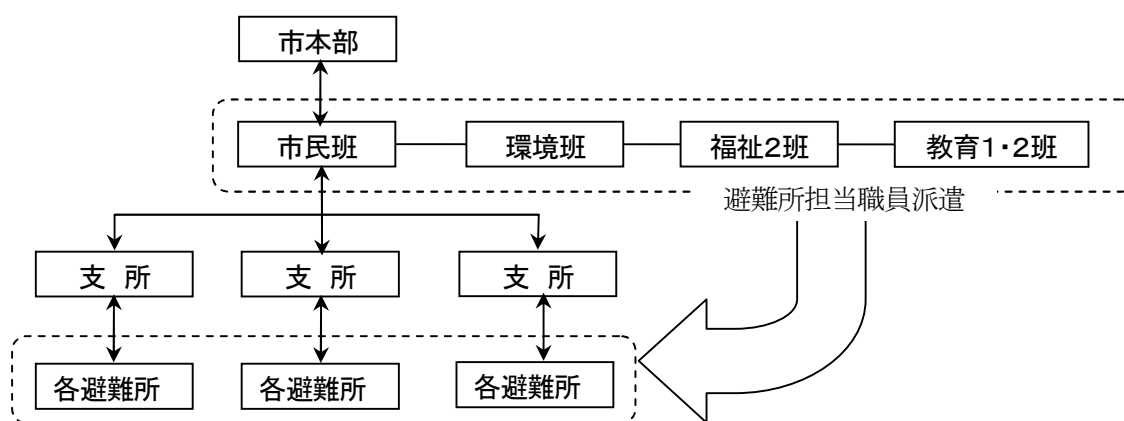 市本部
市民班
環境班
福祉2班
教育1・2班
避難所担当職員派遣
支 所
支 所
支 所
各避難所
各避難所
各避難所